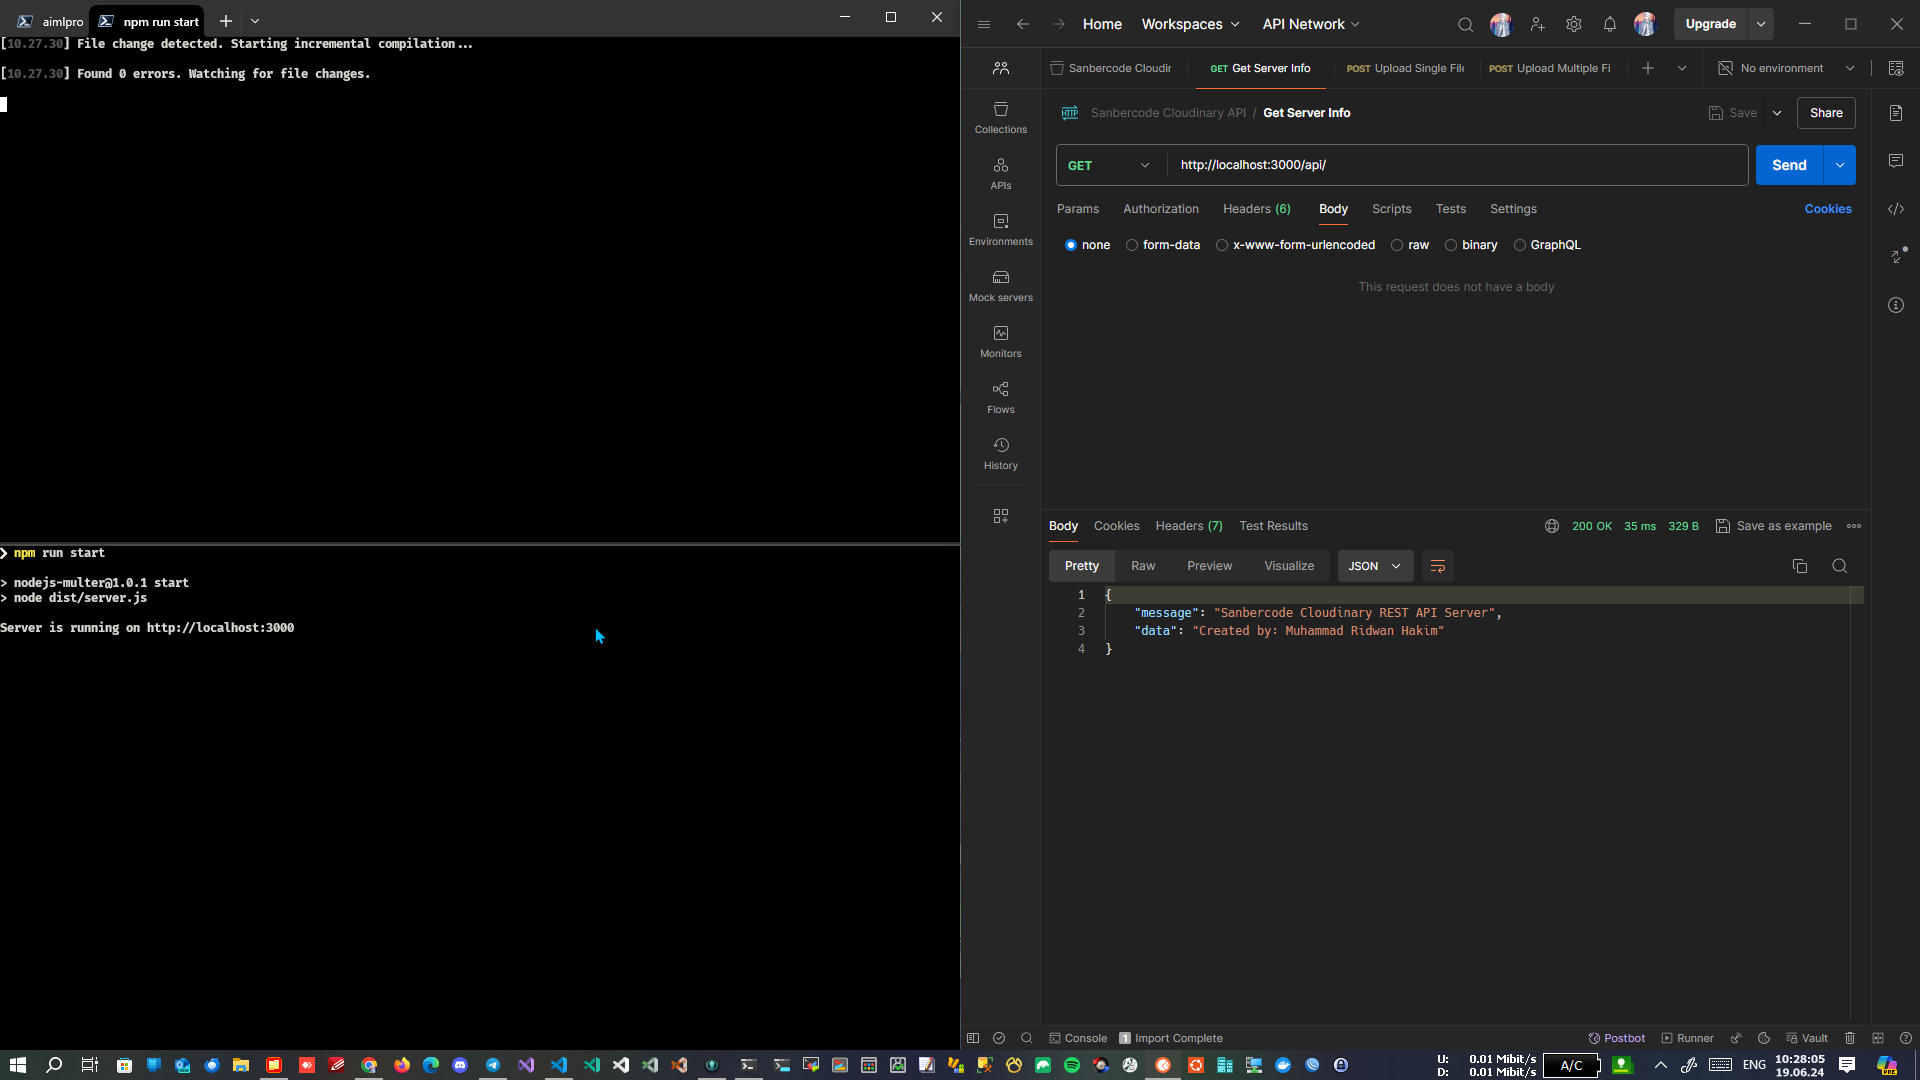 aimlpro
npm run start
[10.27.30] File change detected. Starting incremental compilation...
[10.27.30] Found 0 errors. Watching for file changes.
❯ npm run start
> nodejs-multer@1.0.1 start
> node dist/server.js
Server is running on http://localhost:3000
Home
Workspaces
API Network
Upgrade
Sanbercode Cloudir
GET Get Server Info
POST Upload Single File
POST Upload Multiple Fi
No environment
Collections
APIs
Environments
Mock servers
Monitors
Flows
History
HTTP Sanbercode Cloudinary API / Get Server Info
Save
Share
GET
http://localhost:3000/api/
Send
Params
Authorization
Headers (6)
Body
Scripts
Tests
Settings
Cookies
none
form-data
x-www-form-urlencoded
raw
binary
GraphQL
This request does not have a body
Body
Cookies
Headers (7)
Test Results
200 OK
35 ms
329 B
Save as example
Pretty
Raw
Preview
Visualize
JSON
1 {
2 "message": "Sanbercode Cloudinary REST API Server",
3 "data": "Created by: Muhammad Ridwan Hakim"
4 }
Console
1 Import Complete
Postbot
Runner
Vault
U: 0.01 Mibit/s
D: 0.01 Mibit/s
A/C
ENG
10:28:05
19.06.24
PRE